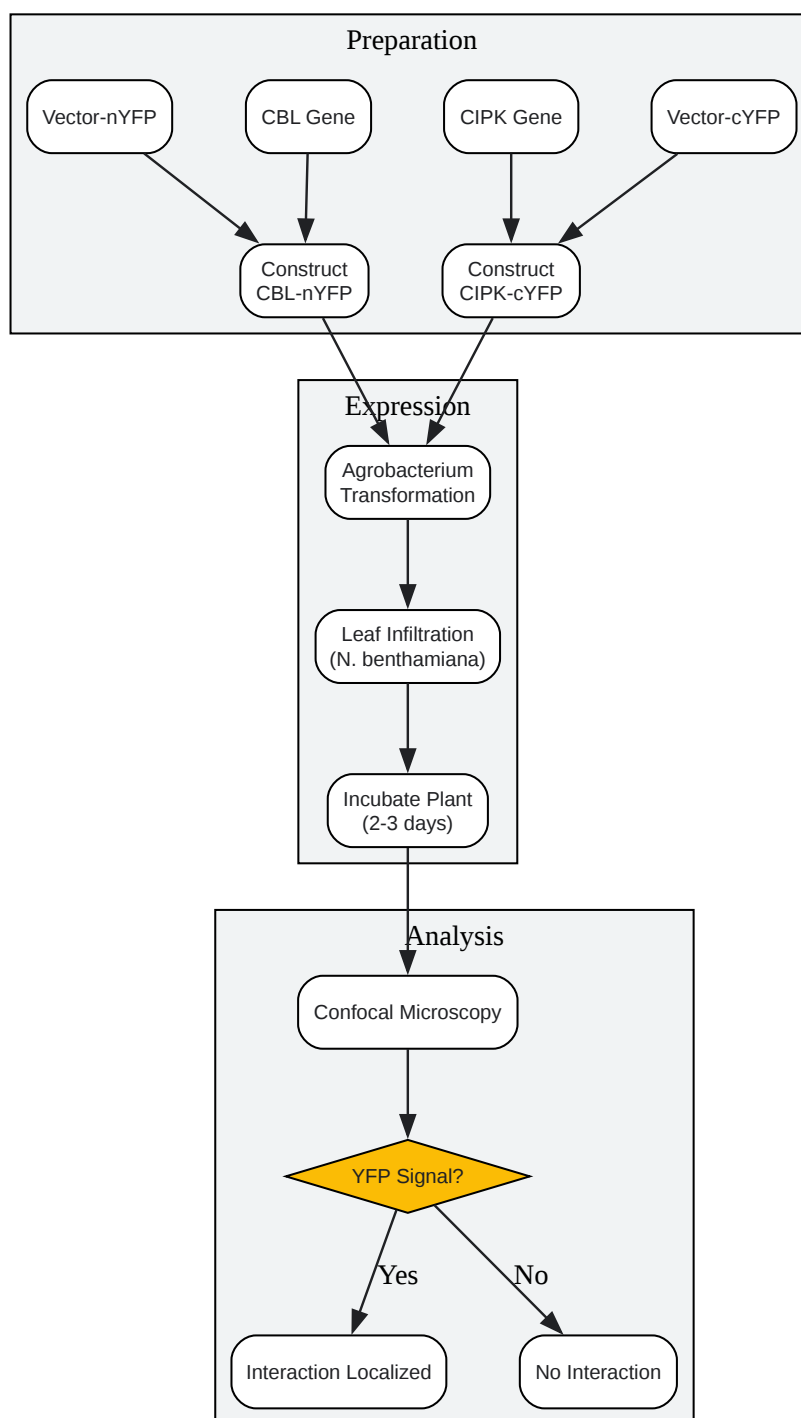 Preparation
Vector-nYFP
CBL Gene
CIPK Gene
Vector-cYFP
Construct
CBL-nYFP
Construct
CIPK-cYFP
Expression
Agrobacterium
Transformation
Leaf Infiltration
(N. benthamiana)
Incubate Plant
(2-3 days)
Analysis
Confocal Microscopy
YFP Signal?
Yes
No
Interaction Localized
No Interaction